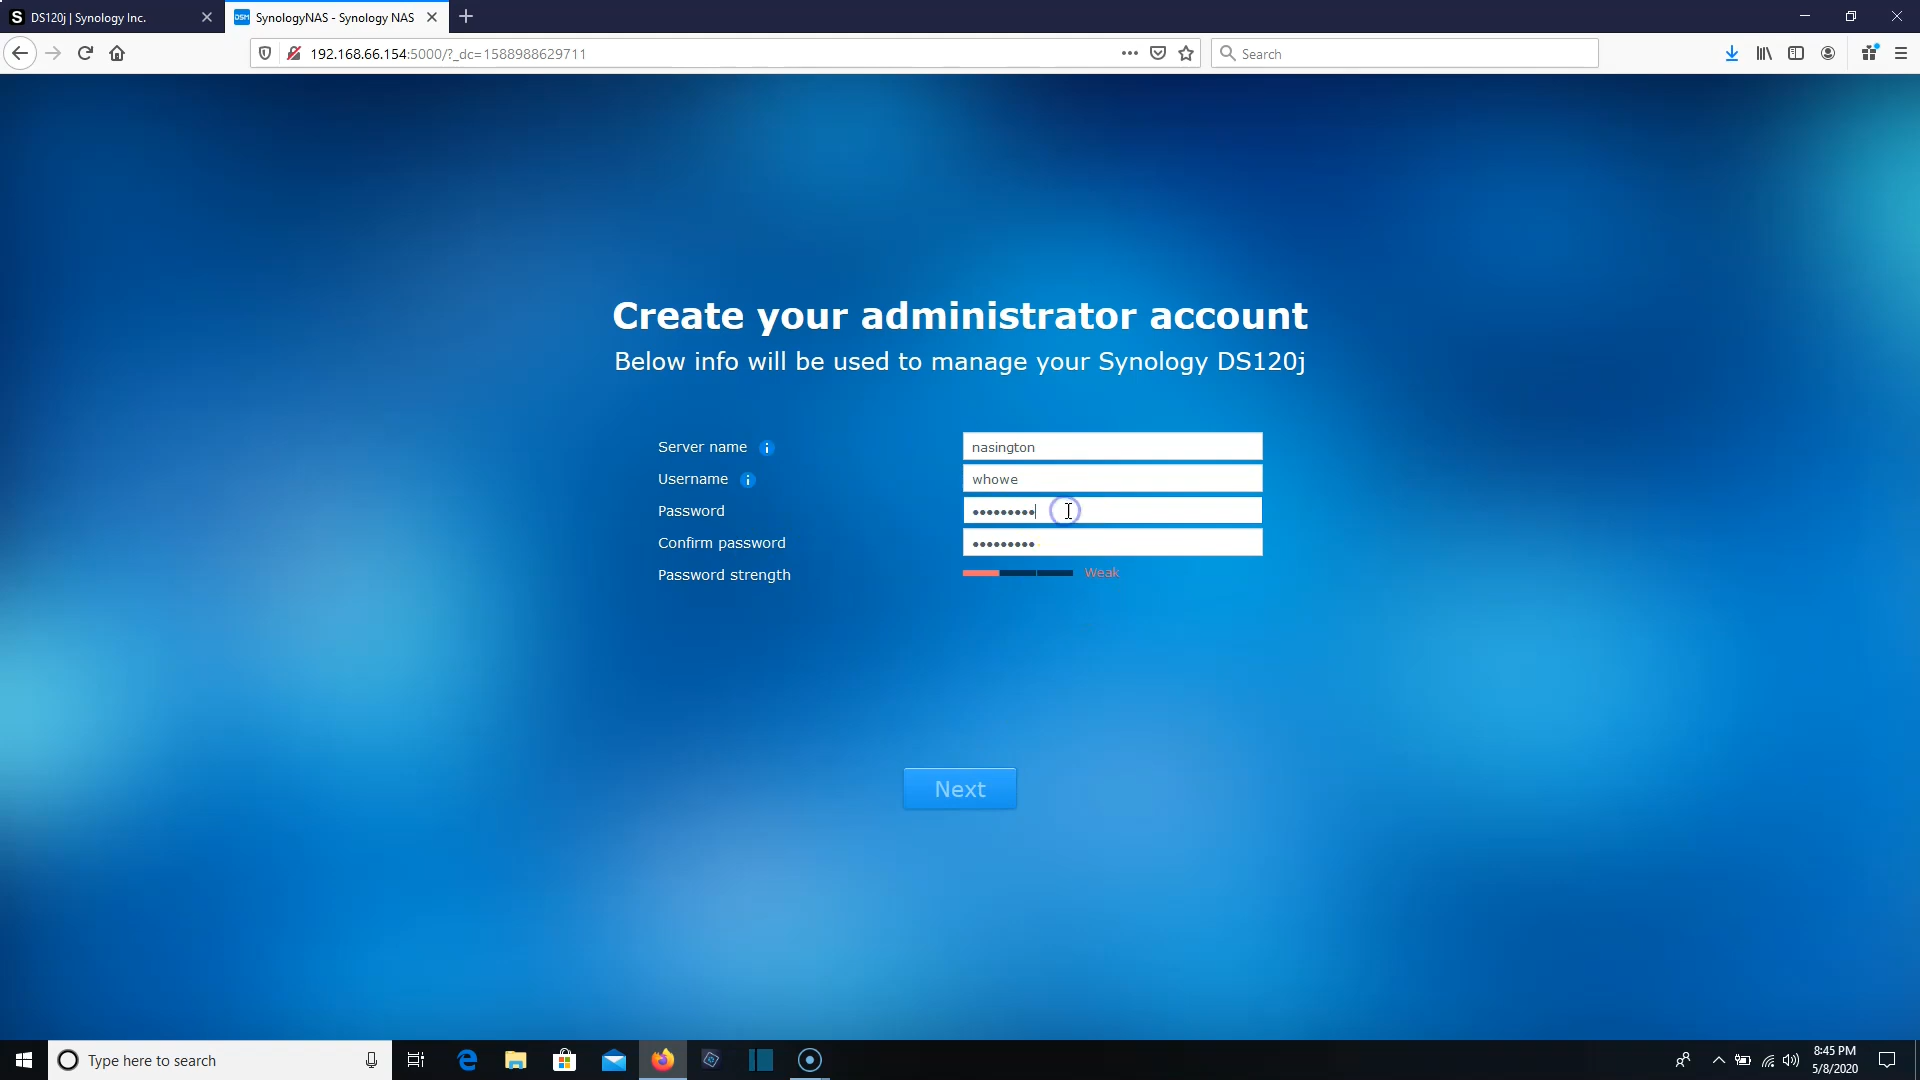 DS120j | Synology Inc.
DSM SynologyNAS - Synology NAS
192.168.66.154:5000/?_dc=1588988629711
Search
Create your administrator account
Below info will be used to manage your Synology DS120j
Server name nasington
Username whowe
Password •••••••••
Confirm password •••••••••
Password strength Weak
Next
Type here to search
8:45 PM
5/8/2020